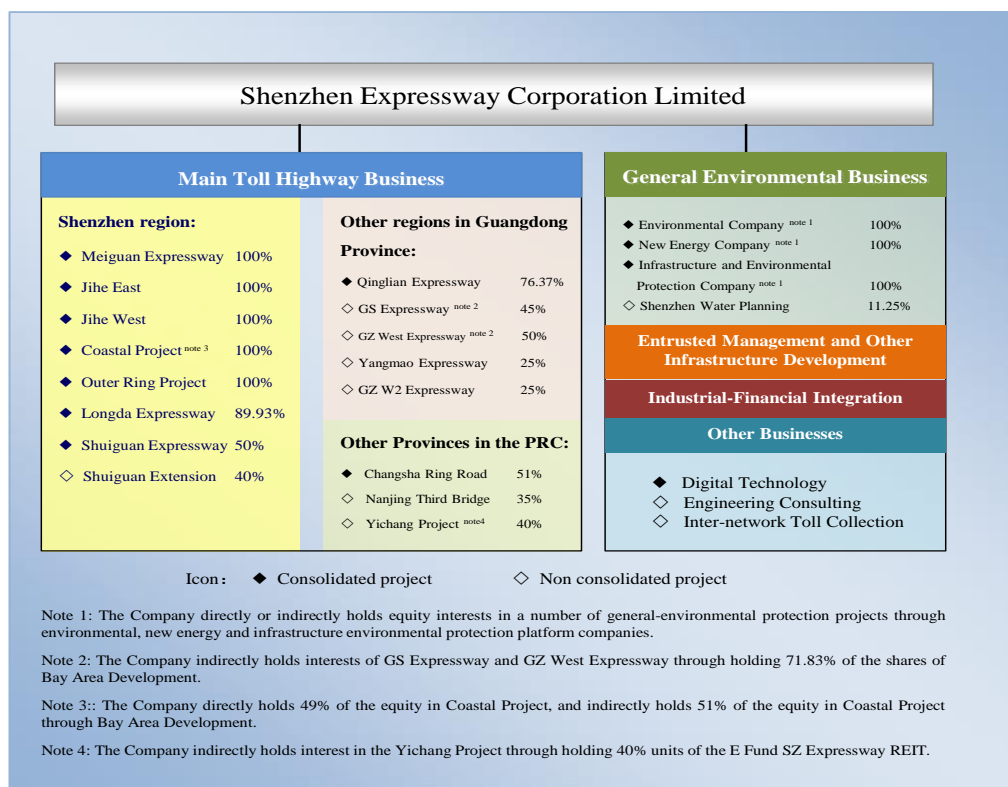 Shenzhen Expressway Corporation Limited
Main Toll Highway Business
Shenzhen region:
◆ Meiguan Expressway 100%
◆ Jihe East 100%
◆ Jihe West 100%
◆ Coastal Project note 3 100%
◆ Outer Ring Project 100%
◆ Longda Expressway 89.93%
◆ Shuiguan Expressway 50%
◇ Shuiguan Extension 40%
Other regions in Guangdong
Province:
◆ Qinglian Expressway 76.37%
◇ GS Expressway note 2 45%
◇ GZ West Expressway note 2 50%
◇ Yangmao Expressway 25%
◇ GZ W2 Expressway 25%
Other Provinces in the PRC:
◆ Changsha Ring Road 51%
◇ Nanjing Third Bridge 35%
◇ Yichang Project note4 40%
General Environmental Business
◆ Environmental Company note 1 100%
◆ New Energy Company note 1 100%
◆ Infrastructure and Environmental
Protection Company note 1 100%
◇ Shenzhen Water Planning 11.25%
Entrusted Management and Other
Infrastructure Development
Industrial-Financial Integration
Other Businesses
◆ Digital Technology
◇ Engineering Consulting
◇ Inter-network Toll Collection
Icon： ◆ Consolidated project ◇ Non consolidated project
Note 1: The Company directly or indirectly holds equity interests in a number of general-environmental protection projects through
environmental, new energy and infrastructure environmental protection platform companies.
Note 2: The Company indirectly holds interests of GS Expressway and GZ West Expressway through holding 71.83% of the shares of
Bay Area Development.
Note 3:: The Company directly holds 49% of the equity in Coastal Project, and indirectly holds 51% of the equity in Coastal Project
through Bay Area Development.
Note 4: The Company indirectly holds interest in the Yichang Project through holding 40% units of the E Fund SZ Expressway REIT.